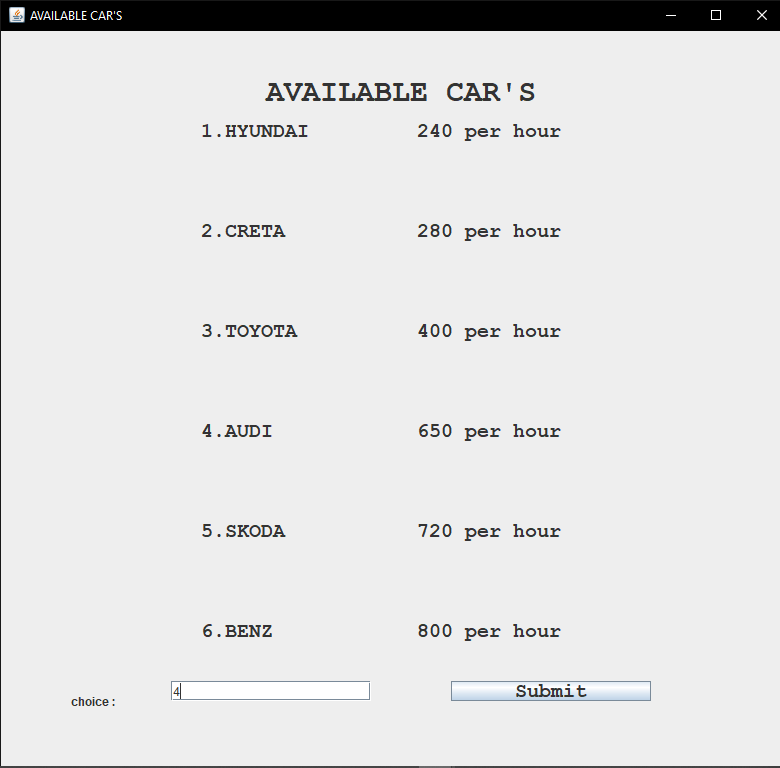 AVAILABLE CAR'S
AVAILABLE CAR'S
1.HYUNDAI 240 per hour
2.CRETA 280 per hour
3.TOYOTA 400 per hour
4.AUDI 650 per hour
5.SKODA 720 per hour
6.BENZ 800 per hour
choice : 4 Submit